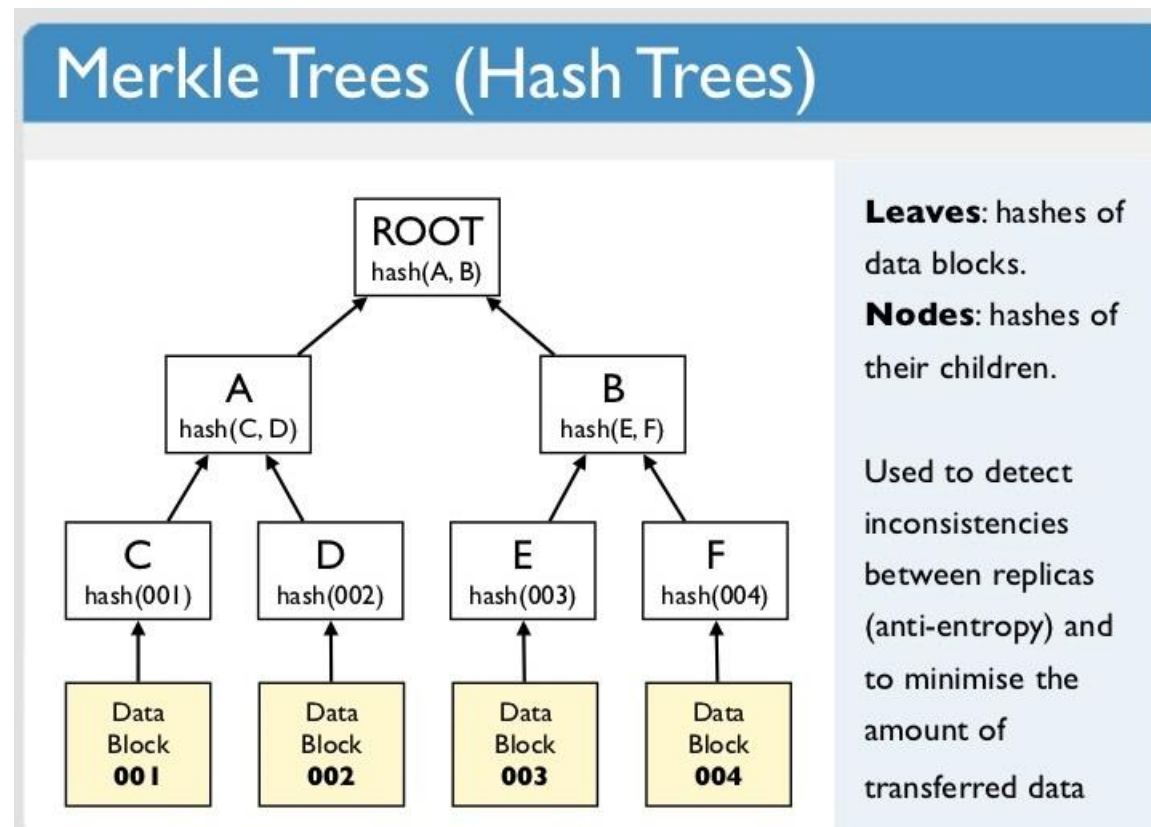 Merkle Trees (Hash Trees)
ROOT
hash(A, B)
A
hash(C, D)
B
hash(E, F)
C
hash(001)
D
hash(002)
E
hash(003)
F
hash(004)
Data
Block
001
Data
Block
002
Data
Block
003
Data
Block
004
Leaves: hashes of
data blocks.
Nodes: hashes of
their children.
Used to detect
inconsistencies
between replicas
(anti-entropy) and
to minimise the
amount of
transferred data